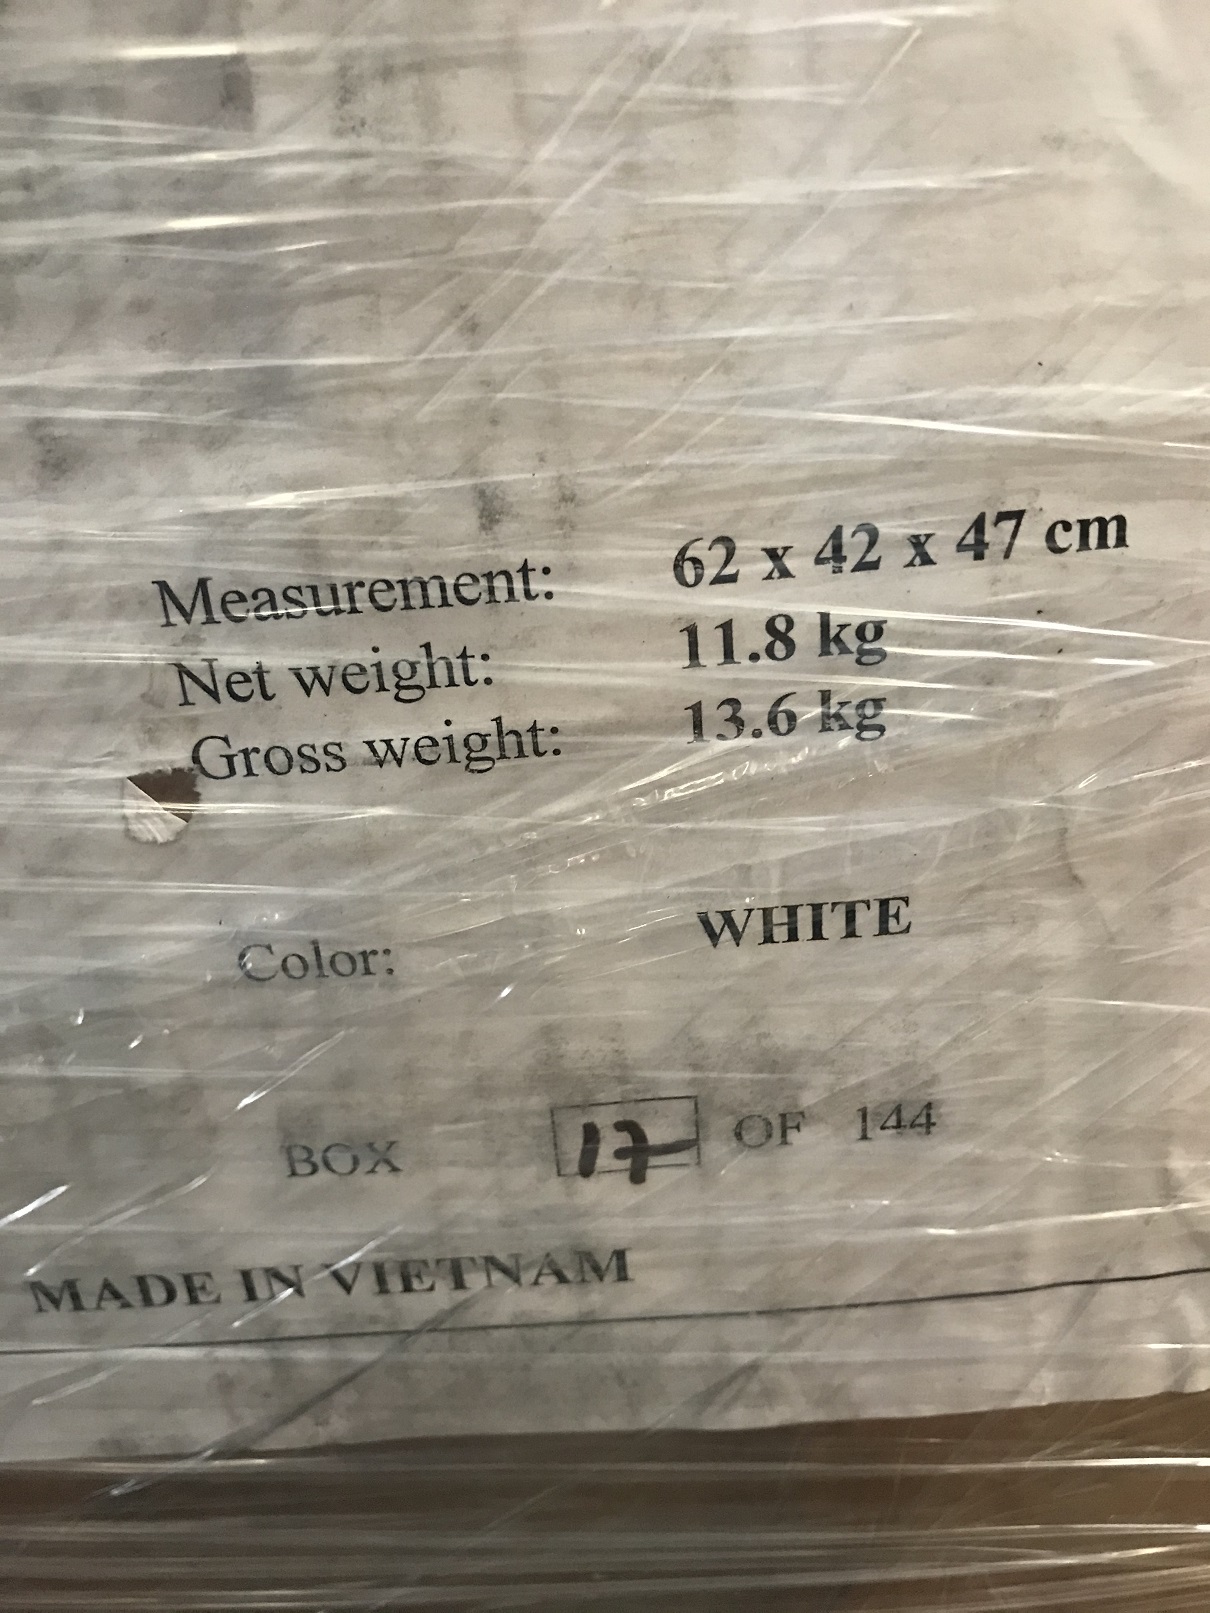 Measurement: 62 x 42 x 47 cm
Net weight: 11.8 kg
Gross weight: 13.6 kg
Color: WHITE
BOX 17 OF 144
MADE IN VIETNAM